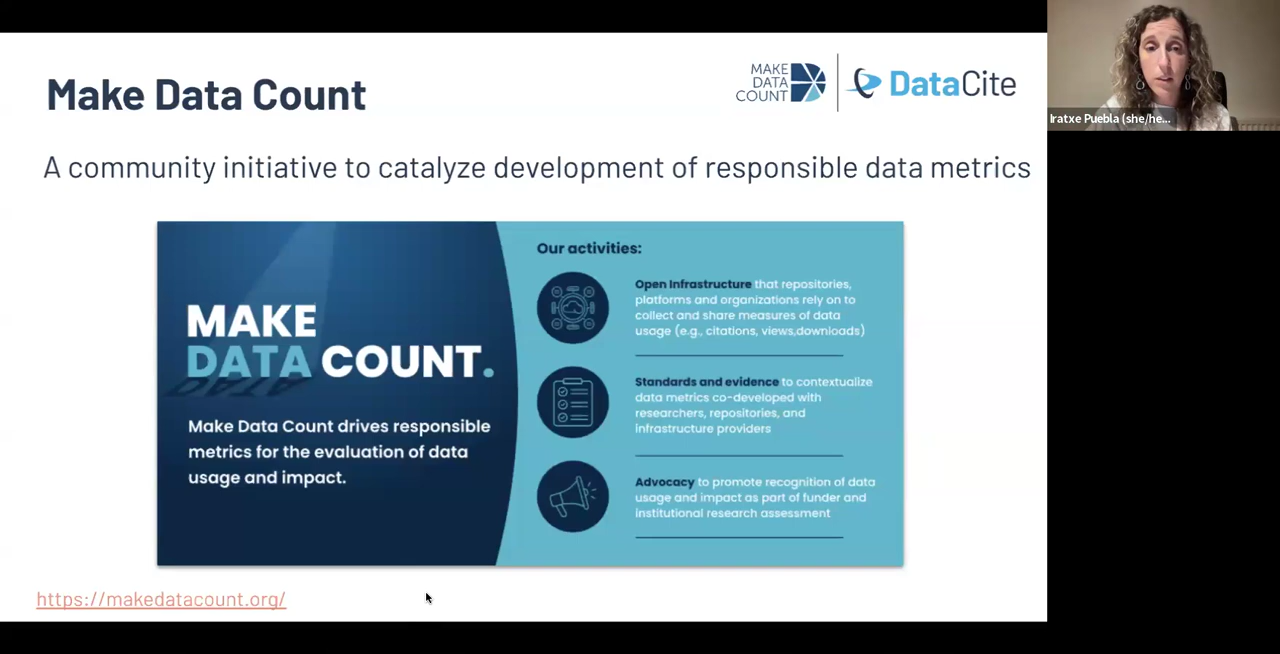 Make Data Count
MAKE
DATA
COUNT
DataCite
Iratxe Puebla (she/he...
A community initiative to catalyze development of responsible data metrics
MAKE
DATA COUNT.
Make Data Count drives responsible
metrics for the evaluation of data
usage and impact.
Our activities:
Open Infrastructure that repositories,
platforms and organizations rely on to
collect and share measures of data
usage (e.g., citations, views,downloads)
Standards and evidence to contextualize
data metrics co-developed with
researchers, repositories, and
infrastructure providers
Advocacy to promote recognition of data
usage and impact as part of funder and
institutional research assessment
https://makedatacount.org/